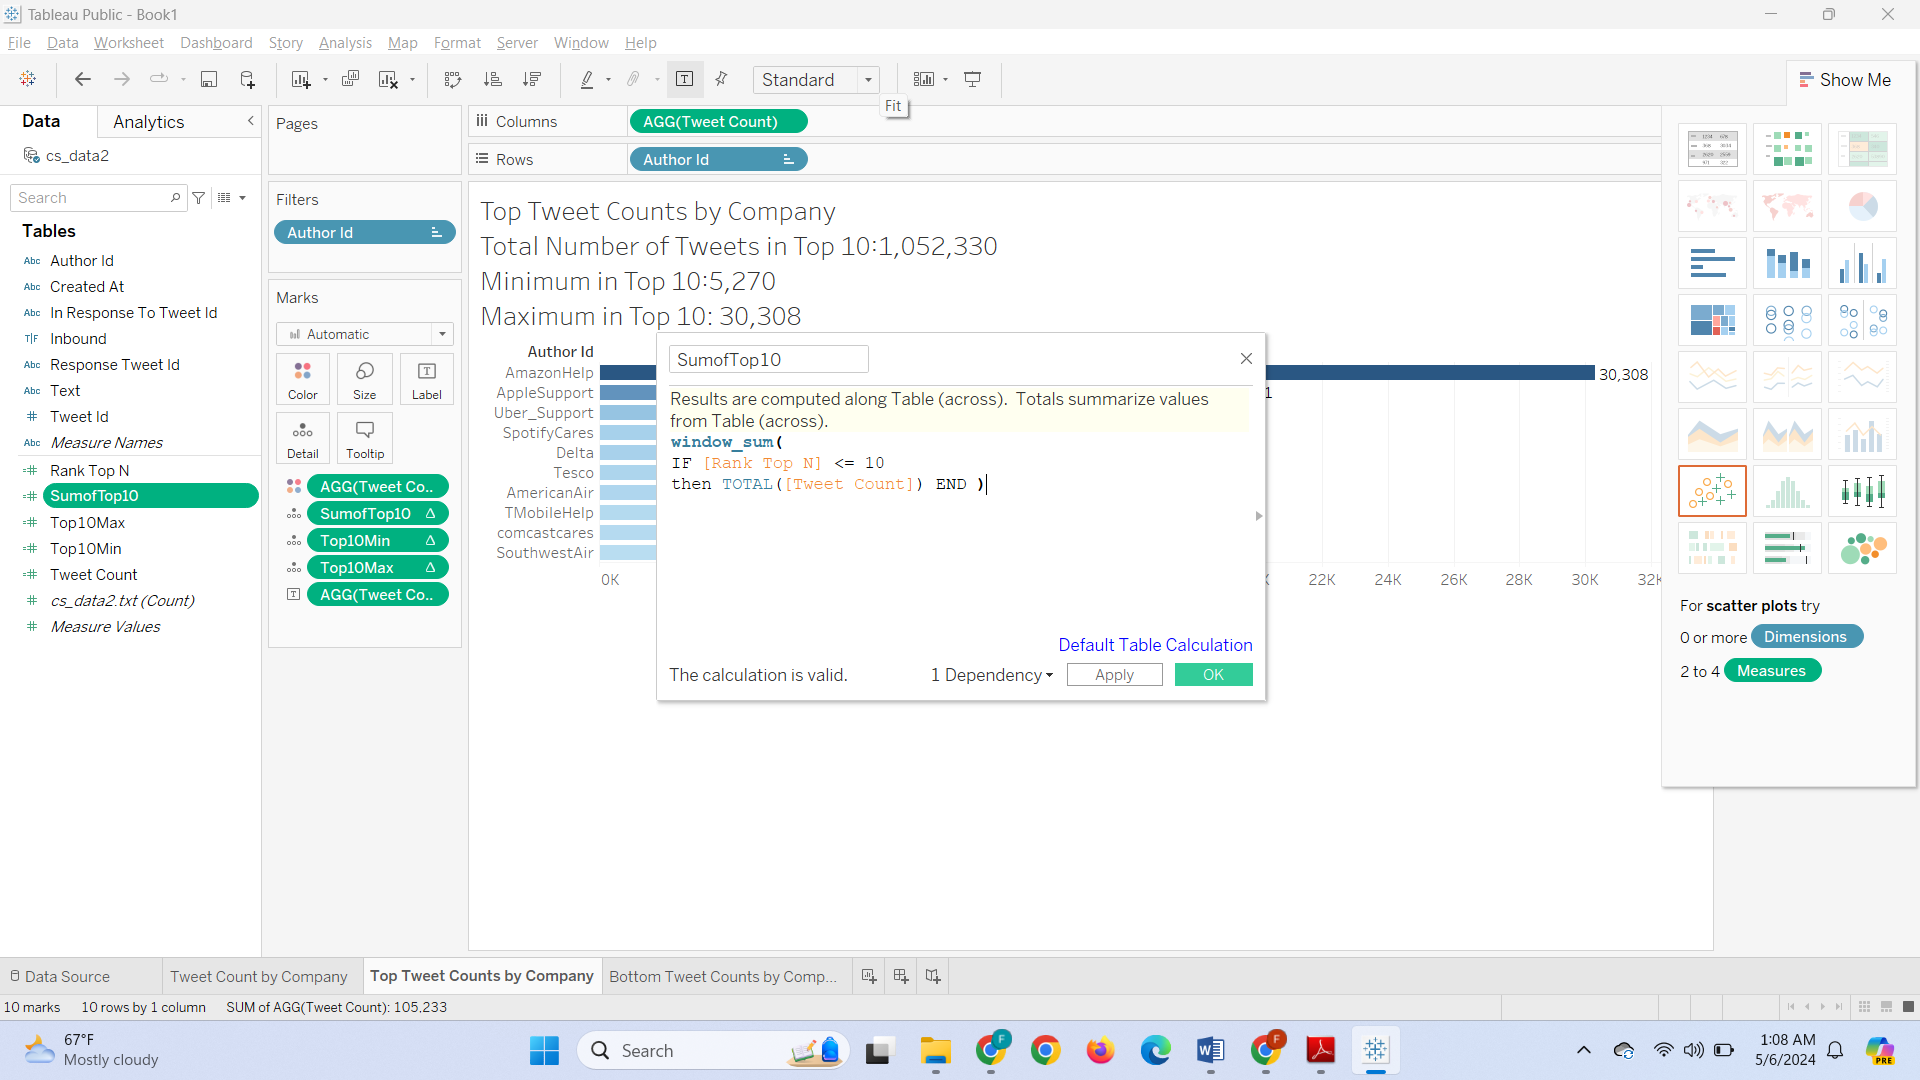 Tableau Public - Book1
File Data Worksheet Dashboard Story Analysis Map Format Server Window Help
Standard
Fit
Show Me
Data
Analytics
cs_data2
Search
Tables
Abc Author Id
Abc Created At
Abc In Response To Tweet Id
T|F Inbound
Abc Response Tweet Id
Abc Text
# Tweet Id
Abc Measure Names
=# Rank Top N
=# SumofTop10
=# Top10Max
=# Top10Min
=# Tweet Count
# cs_data2.txt (Count)
# Measure Values
Pages
Filters
Author Id
Marks
Automatic
Color Size Label
Detail Tooltip
AGG(Tweet Co..
SumofTop10 Δ
Top10Min Δ
Top10Max Δ
AGG(Tweet Co..
Columns
AGG(Tweet Count)
Rows
Author Id
Top Tweet Counts by Company
Total Number of Tweets in Top 10:1,052,330
Minimum in Top 10:5,270
Maximum in Top 10: 30,308
Author Id
AmazonHelp
AppleSupport
Uber_Support
SpotifyCares
Delta
Tesco
AmericanAir
TMobileHelp
comcastcares
SouthwestAir
30,308
1
0K
22K 24K 26K 28K 30K 32K
SumofTop10
Results are computed along Table (across). Totals summarize values
from Table (across).
window_sum(
IF [Rank Top N] <= 10
then TOTAL([Tweet Count]) END )
Default Table Calculation
The calculation is valid.
1 Dependency
Apply
OK
For scatter plots try
0 or more Dimensions
2 to 4 Measures
Data Source
Tweet Count by Company
Top Tweet Counts by Company
Bottom Tweet Counts by Comp...
10 marks 10 rows by 1 column SUM of AGG(Tweet Count): 105,233
67°F
Mostly cloudy
Search
1:08 AM
5/6/2024
PRE